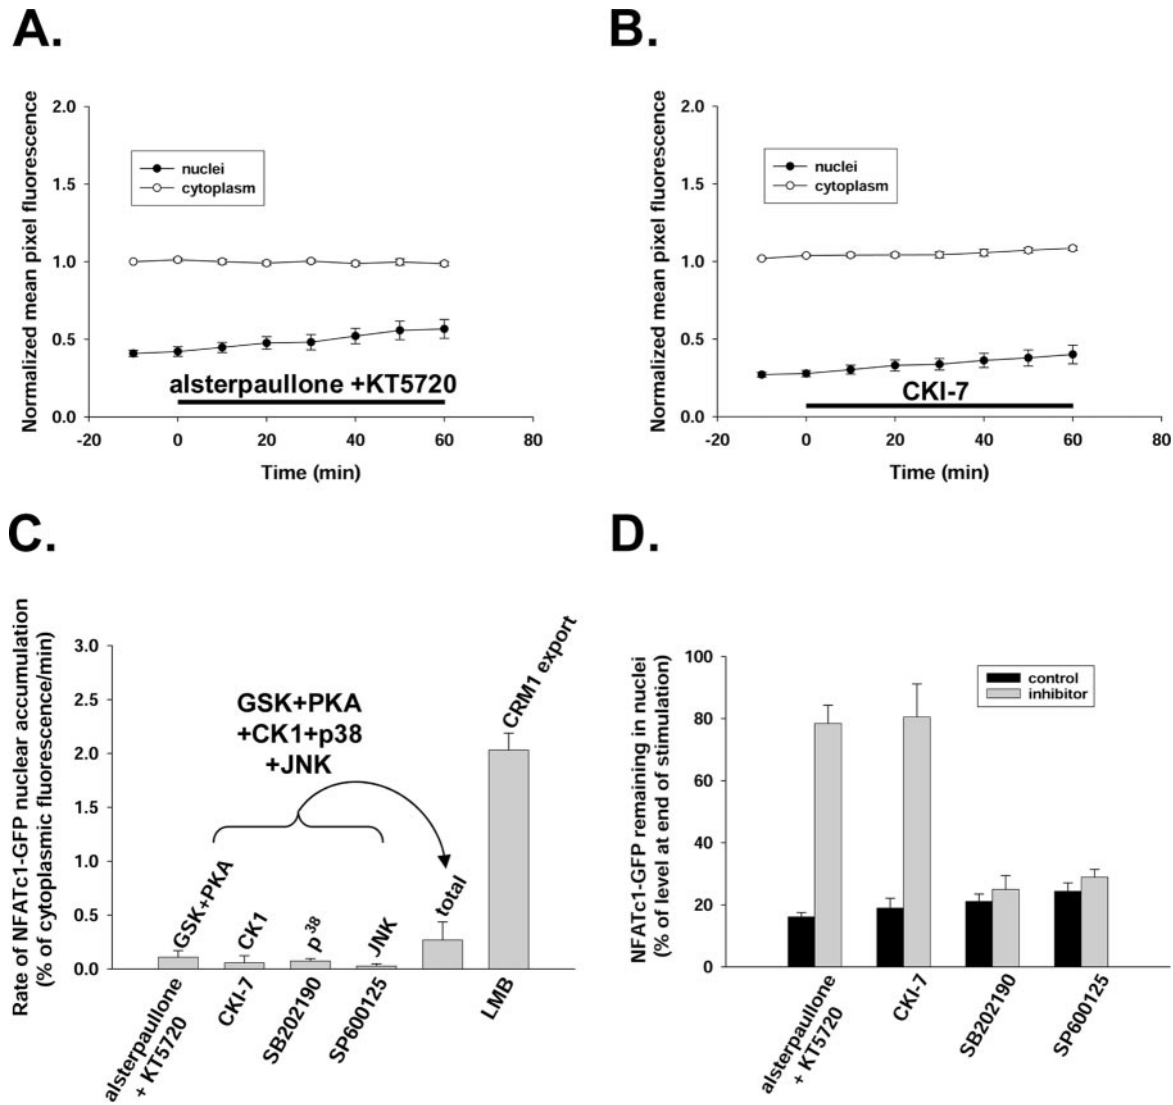 A.
Normalized mean pixel fluorescence
2.0
1.5
1.0
0.5
0.0
nuclei
cytoplasm
alsterpaullone +KT5720
-20
0
20
40
60
80
Time (min)
B.
Normalized mean pixel fluorescence
2.0
1.5
1.0
0.5
0.0
nuclei
cytoplasm
CKI-7
-20
0
20
40
60
80
Time (min)
C.
Rate of NFATc1-GFP nuclear accumulation
(% of cytoplasmic fluorescence/min)
3.0
2.5
2.0
1.5
1.0
0.5
0.0
GSK+PKA
+CK1+p38
+JNK
GSK+PKA
CK1
p38
JNK
total
CRM1 export
alsterpaullone
+ KT5720
CKI-7
SB202190
SP600125
LMB
D.
NFATc1-GFP remaining in nuclei
(% of level at end of stimulation)
100
80
60
40
20
0
control
inhibitor
alsterpaullone
+ KT5720
CKI-7
SB202190
SP600125